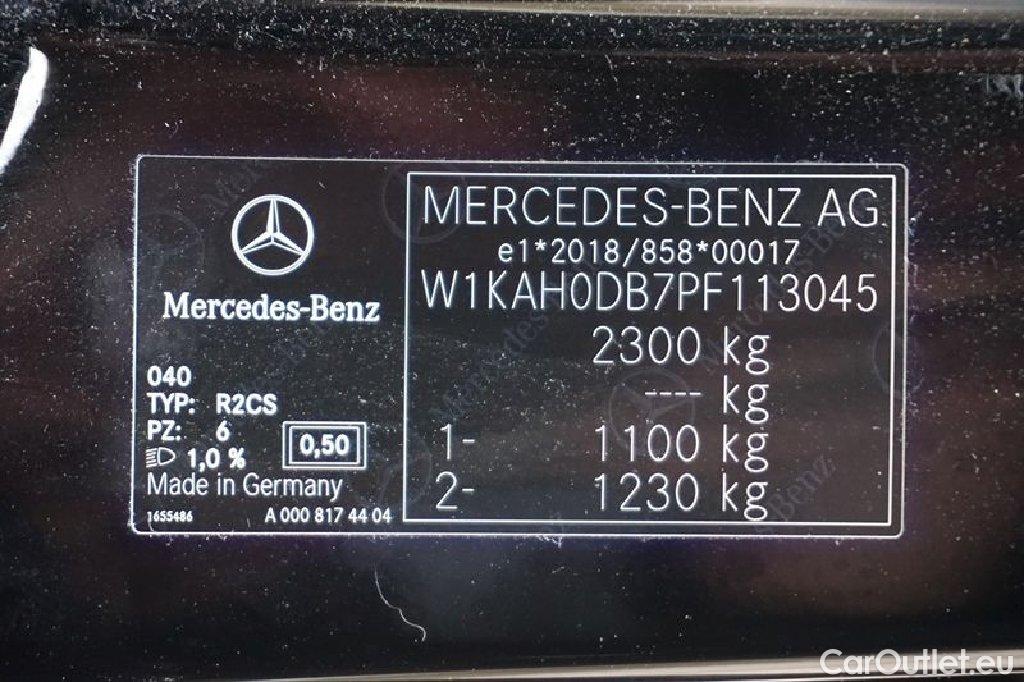 Mercedes-Benz
040
TYP: R2CS
PZ: 6
1,0 %
0,50
Made in Germany
1655486 A 000 817 44 04
MERCEDES-BENZ AG
e1*2018/858*00017
W1KAH0DB7PF113045
2300 kg
---- kg
1- 1100 kg
2- 1230 kg
CarOutlet.eu